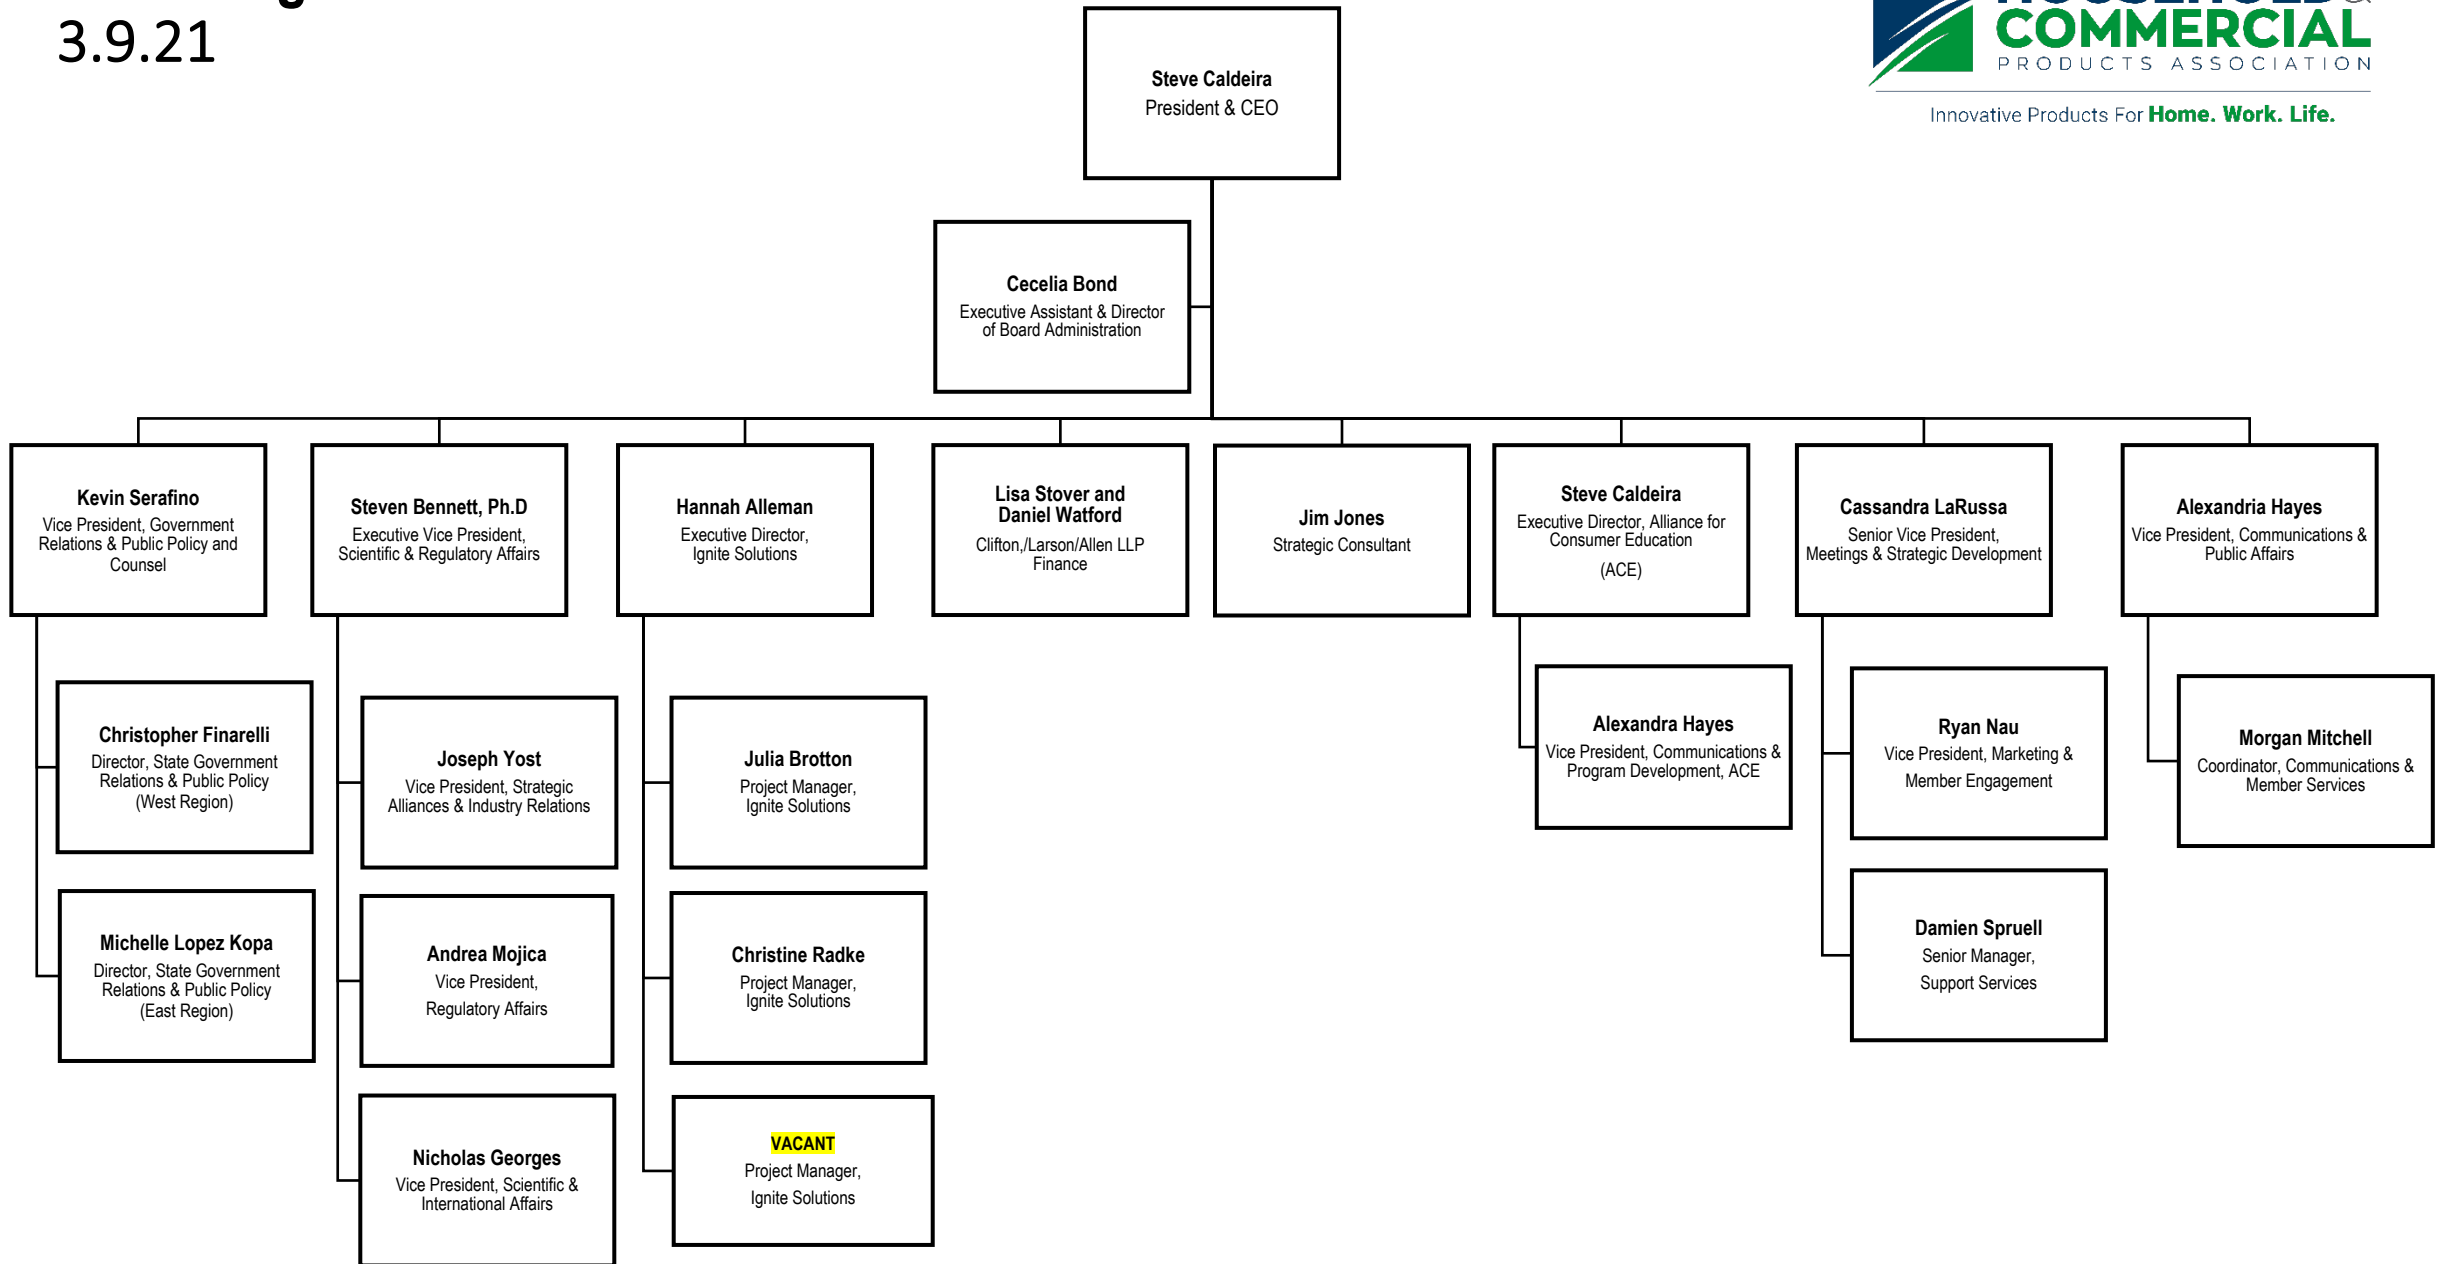 3.9.21
COMMERCIAL
PRODUCTS ASSOCIATION
Innovative Products For Home. Work. Life.
Steve Caldeira
President & CEO
Cecelia Bond
Executive Assistant & Director
of Board Administration
Kevin Serafino
Vice President, Government
Relations & Public Policy and
Counsel
Steven Bennett, Ph.D
Executive Vice President,
Scientific & Regulatory Affairs
Hannah Alleman
Executive Director,
Ignite Solutions
Lisa Stover and
Daniel Watford
Clifton,/Larson/Allen LLP
Finance
Jim Jones
Strategic Consultant
Steve Caldeira
Executive Director, Alliance for
Consumer Education
(ACE)
Cassandra LaRussa
Senior Vice President,
Meetings & Strategic Development
Alexandria Hayes
Vice President, Communications &
Public Affairs
Christopher Finarelli
Director, State Government
Relations & Public Policy
(West Region)
Michelle Lopez Kopa
Director, State Government
Relations & Public Policy
(East Region)
Joseph Yost
Vice President, Strategic
Alliances & Industry Relations
Andrea Mojica
Vice President,
Regulatory Affairs
Nicholas Georges
Vice President, Scientific &
International Affairs
Julia Brotton
Project Manager,
Ignite Solutions
Christine Radke
Project Manager,
Ignite Solutions
VACANT
Project Manager,
Ignite Solutions
Alexandra Hayes
Vice President, Communications &
Program Development, ACE
Ryan Nau
Vice President, Marketing &
Member Engagement
Damien Spruell
Senior Manager,
Support Services
Morgan Mitchell
Coordinator, Communications &
Member Services